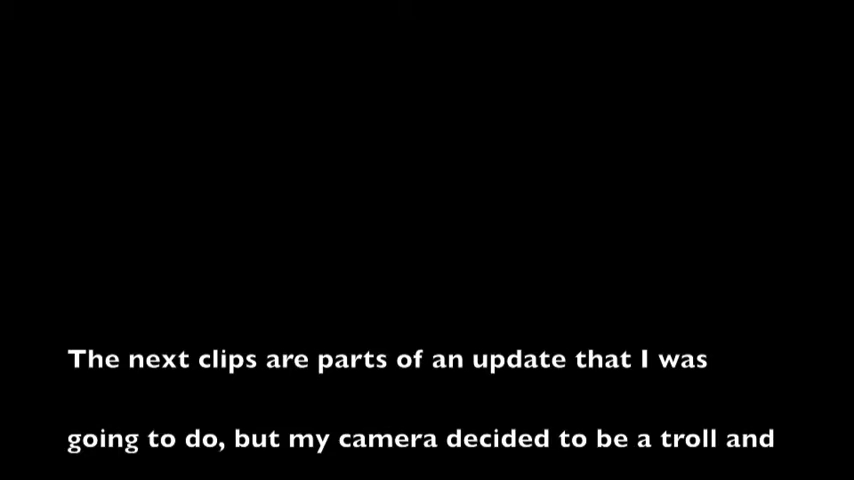 The next clips are parts of an update that I was
going to do, but my camera decided to be a troll and